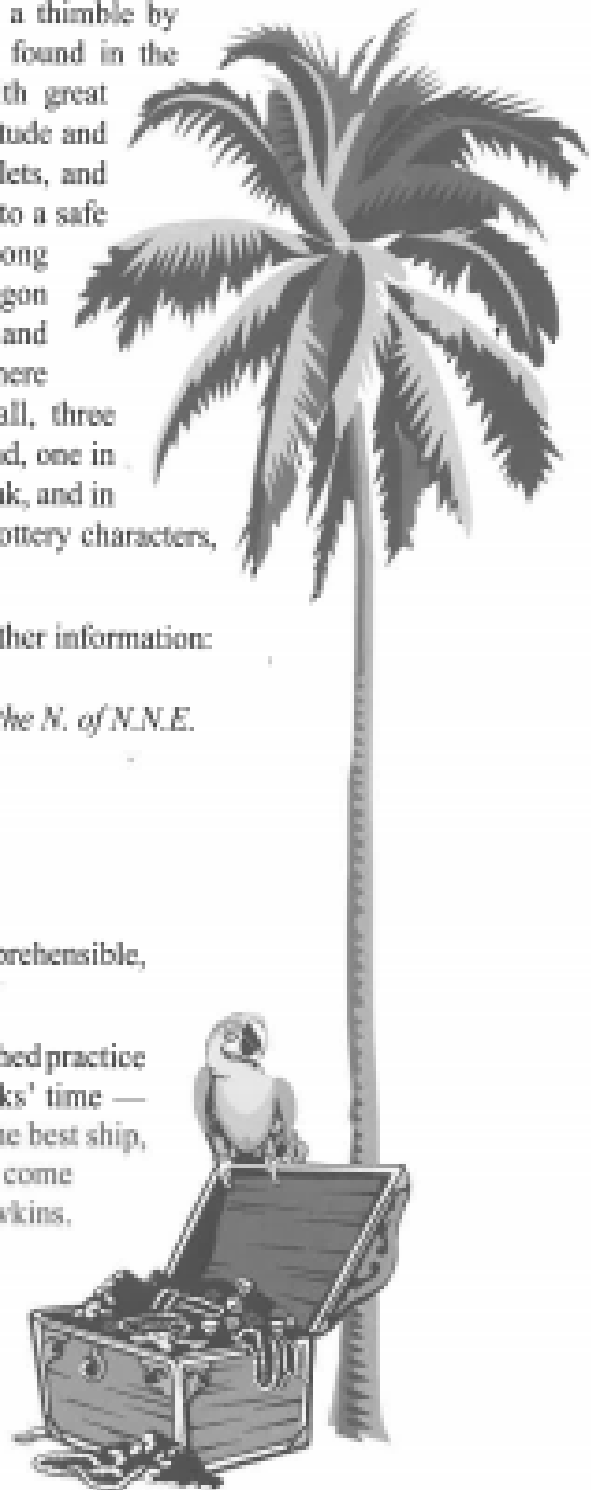 a thimble by
found in the
th great
tude and
lets, and
to a safe
ong
gon
and
here
all, three
d, one in
ak, and in
ottery characters,
ther information:
he N. of N.N.E.
prehensible,
hed practice
ks' time —
ne best ship,
come
wkins.